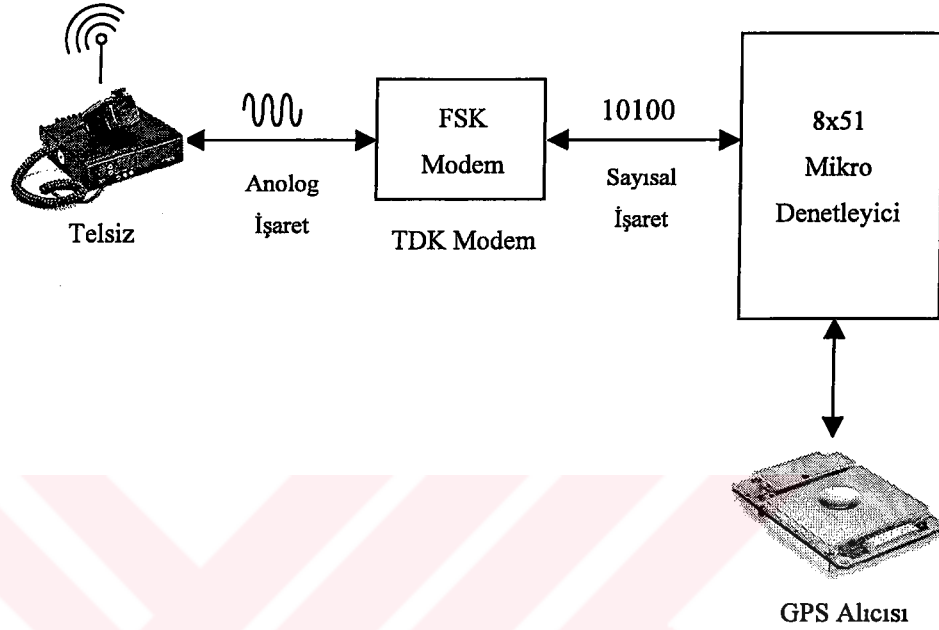 Telsiz
Anolog
İşaret
FSK
Modem
TDK Modem
10100
Sayısal
İşaret
8x51
Mikro
Denetleyici
GPS Alıcısı